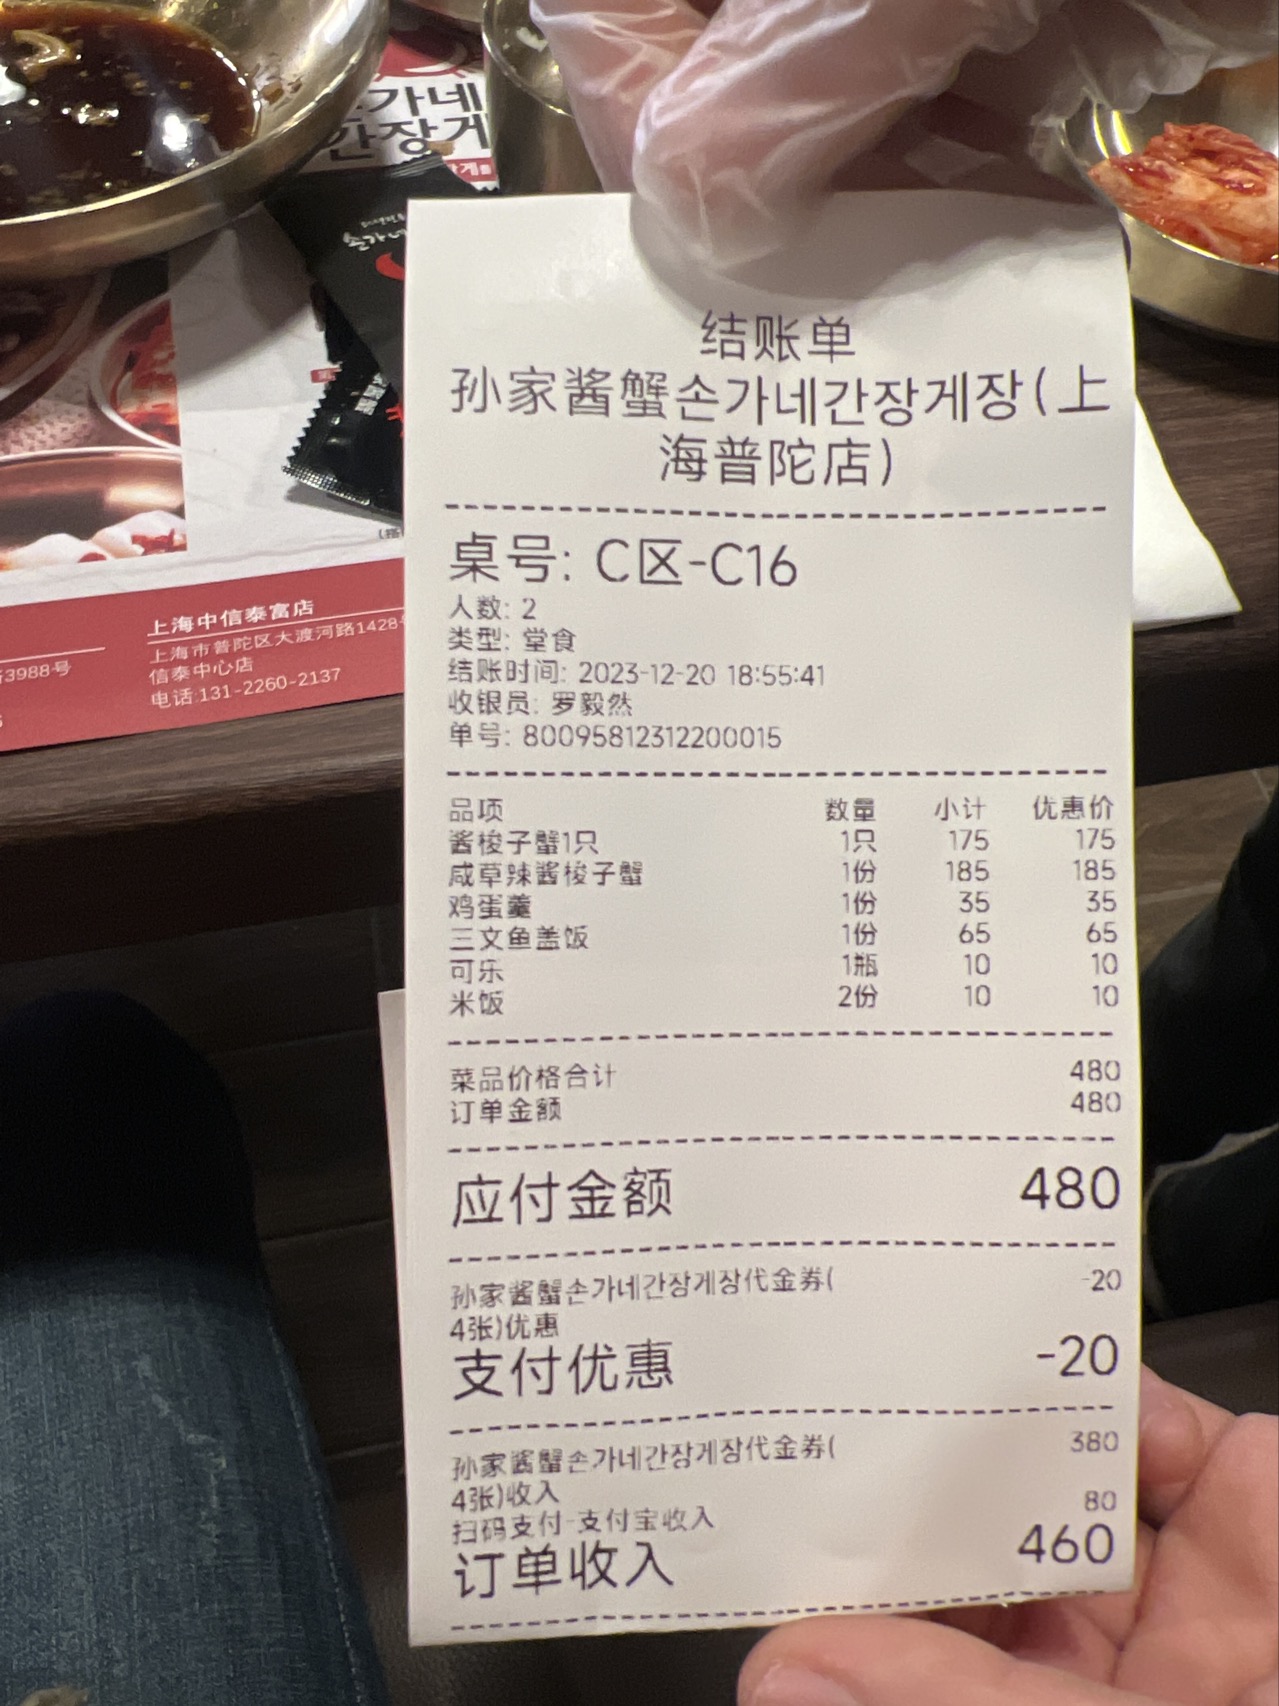 가네
간장게
结账单
孙家酱蟹손가네간장게장(上
海普陀店)
桌号: C区-C16
人数: 2
类型: 堂食
结账时间: 2023-12-20 18:55:41
收银员: 罗毅然
单号: 80095812312200015
品项 数量 小计 优惠价
酱梭子蟹1只 1只 175 175
咸草辣酱梭子蟹 1份 185 185
鸡蛋羹 1份 35 35
三文鱼盖饭 1份 65 65
可乐 1瓶 10 10
米饭 2份 10 10
菜品价格合计 480
订单金额 480
应付金额 480
孙家酱蟹손가네간장게장代金券( -20
4张)优惠
支付优惠 -20
孙家酱蟹손가네간장게장代金券( 380
4张)收入
扫码支付-支付宝收入 80
订单收入 460
3988号
上海中信泰富店
上海市普陀区大渡河路1428号
信泰中心店
电话:131-2260-2137